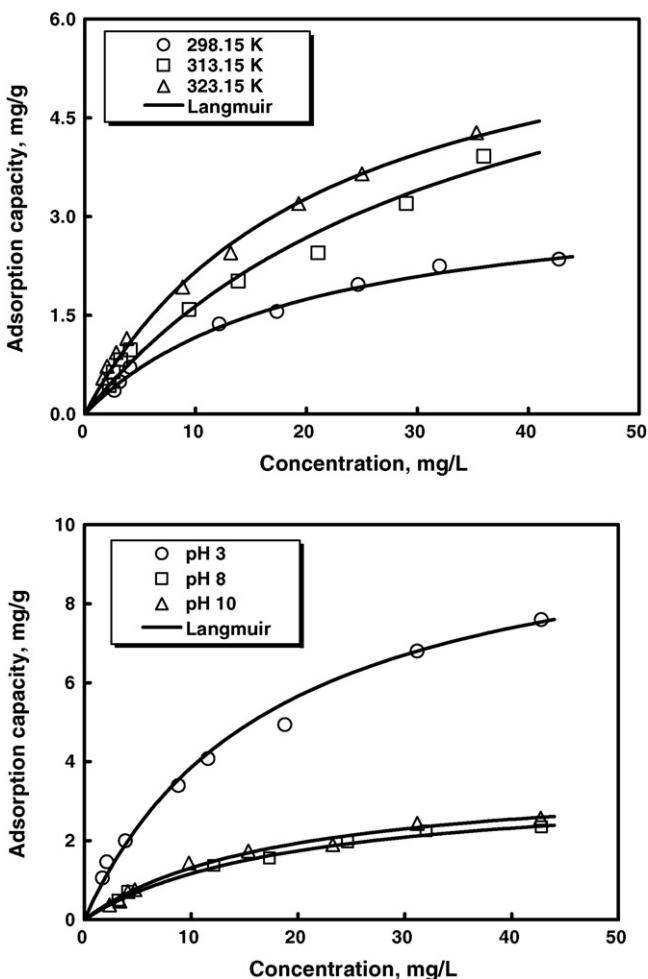 6.0
298.15 K
313.15 K
323.15 K
Langmuir
4.5
3.0
1.5
0.0
Adsorption capacity, mg/g
0 10 20 30 40 50
Concentration, mg/L
10
pH 3
pH 8
pH 10
Langmuir
8
6
4
2
0
Adsorption capacity, mg/g
0 10 20 30 40 50
Concentration, mg/L